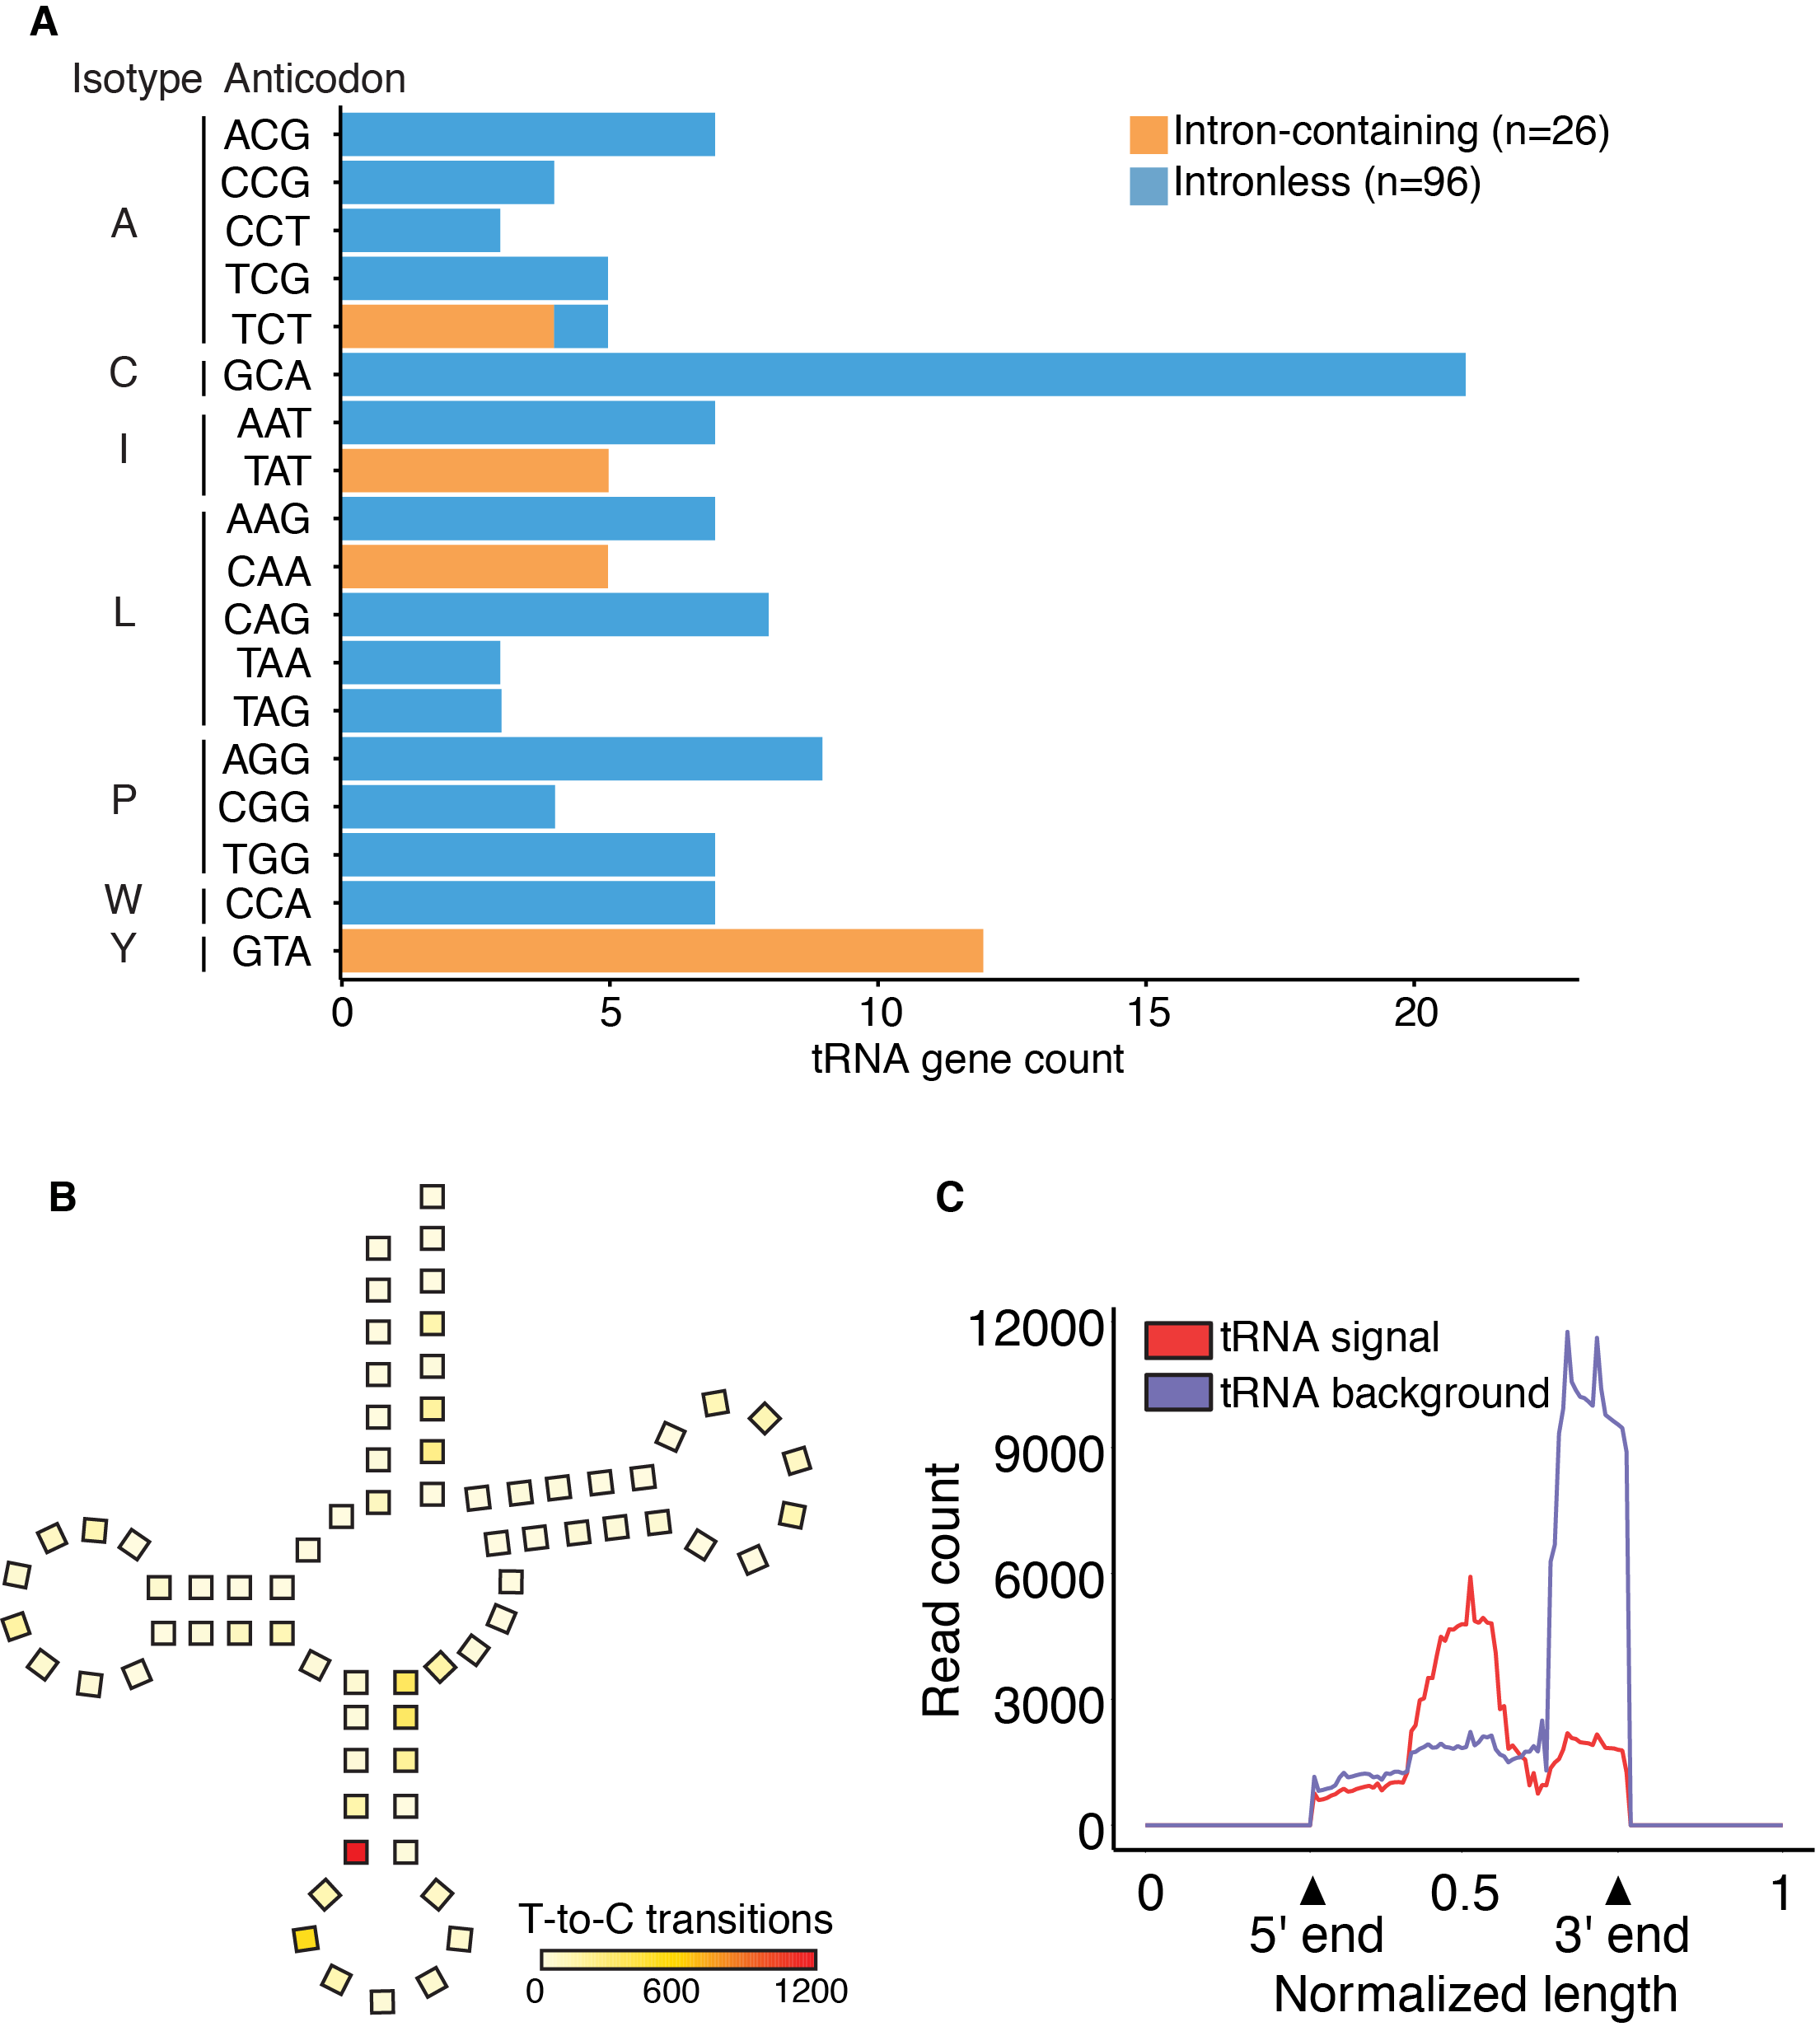 A
Isotype Anticodon
Intron-containing (n=26)
Intronless (n=96)
A
ACG
CCG
CCT
TCG
TCT
C
GCA
I
AAT
TAT
L
AAG
CAA
CAG
TAA
TAG
P
AGG
CGG
TGG
W
CCA
Y
GTA
0 5 10 15 20
tRNA gene count
B
T-to-C transitions
0 600 1200
C
tRNA signal
tRNA background
Read count
12000
9000
6000
3000
0
0 0.5 1
5' end 3' end
Normalized length